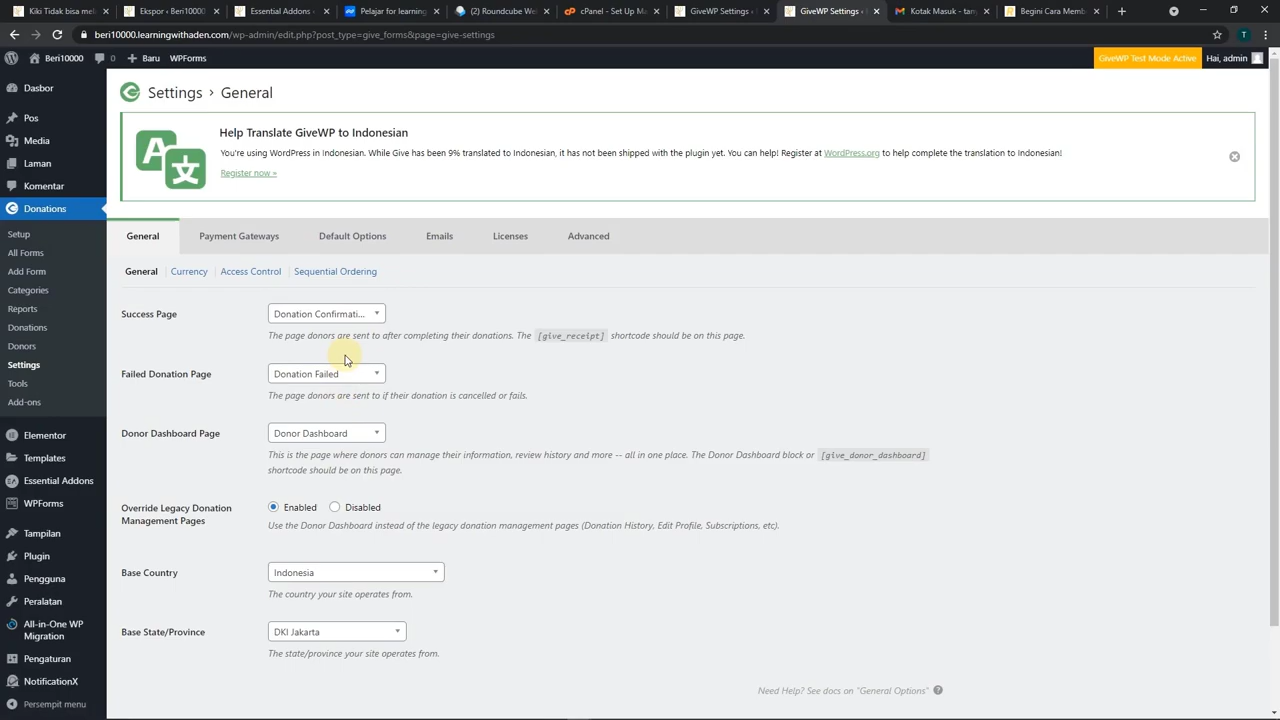 Kiki Tidak bisa mela
Ekspor ‹ Beri10000
Essential Addons
Pelajar for learning
(2) Roundcube Web
cPanel - Set Up Ma
GiveWP Settings ‹
GiveWP Settings ‹
Kotak Masuk - tany
Begini Cara Memb
beri10000.learningwithaden.com/wp-admin/edit.php?post_type=give_forms&page=give-settings
T
Beri10000
0
Baru
WPForms
GiveWP Test Mode Active
Hai, admin
Dasbor
Pos
Media
Laman
Komentar
Donations
Setup
All Forms
Add Form
Categories
Reports
Donations
Donors
Settings
Tools
Add-ons
Elementor
Templates
Essential Addons
WPForms
Tampilan
Plugin
Pengguna
Peralatan
All-in-One WP
Migration
Pengaturan
NotificationX
Persempit menu
Settings › General
A
文
Help Translate GiveWP to Indonesian
You're using WordPress in Indonesian. While Give has been 9% translated to Indonesian, it has not been shipped with the plugin yet. You can help! Register at WordPress.org to help complete the translation to Indonesian!
Register now »
General
Payment Gateways
Default Options
Emails
Licenses
Advanced
General | Currency | Access Control | Sequential Ordering
Success Page
Donation Confirmati...
The page donors are sent to after completing their donations. The [give_receipt] shortcode should be on this page.
Failed Donation Page
Donation Failed
The page donors are sent to if their donation is cancelled or fails.
Donor Dashboard Page
Donor Dashboard
This is the page where donors can manage their information, review history and more -- all in one place. The Donor Dashboard block or [give_donor_dashboard]
shortcode should be on this page.
Override Legacy Donation
Management Pages
Enabled
Disabled
Use the Donor Dashboard instead of the legacy donation management pages (Donation History, Edit Profile, Subscriptions, etc).
Base Country
Indonesia
The country your site operates from.
Base State/Province
DKI Jakarta
The state/province your site operates from.
Need Help? See docs on "General Options" ?